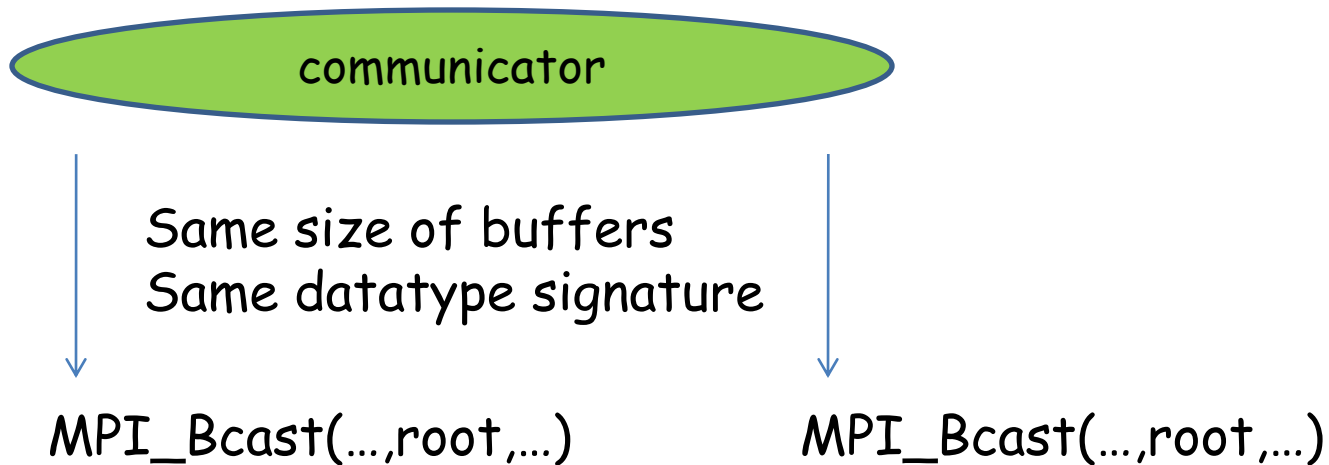 communicator
Same size of buffers
Same datatype signature
MPI_Bcast(…,root,…) MPI_Bcast(…,root,…)